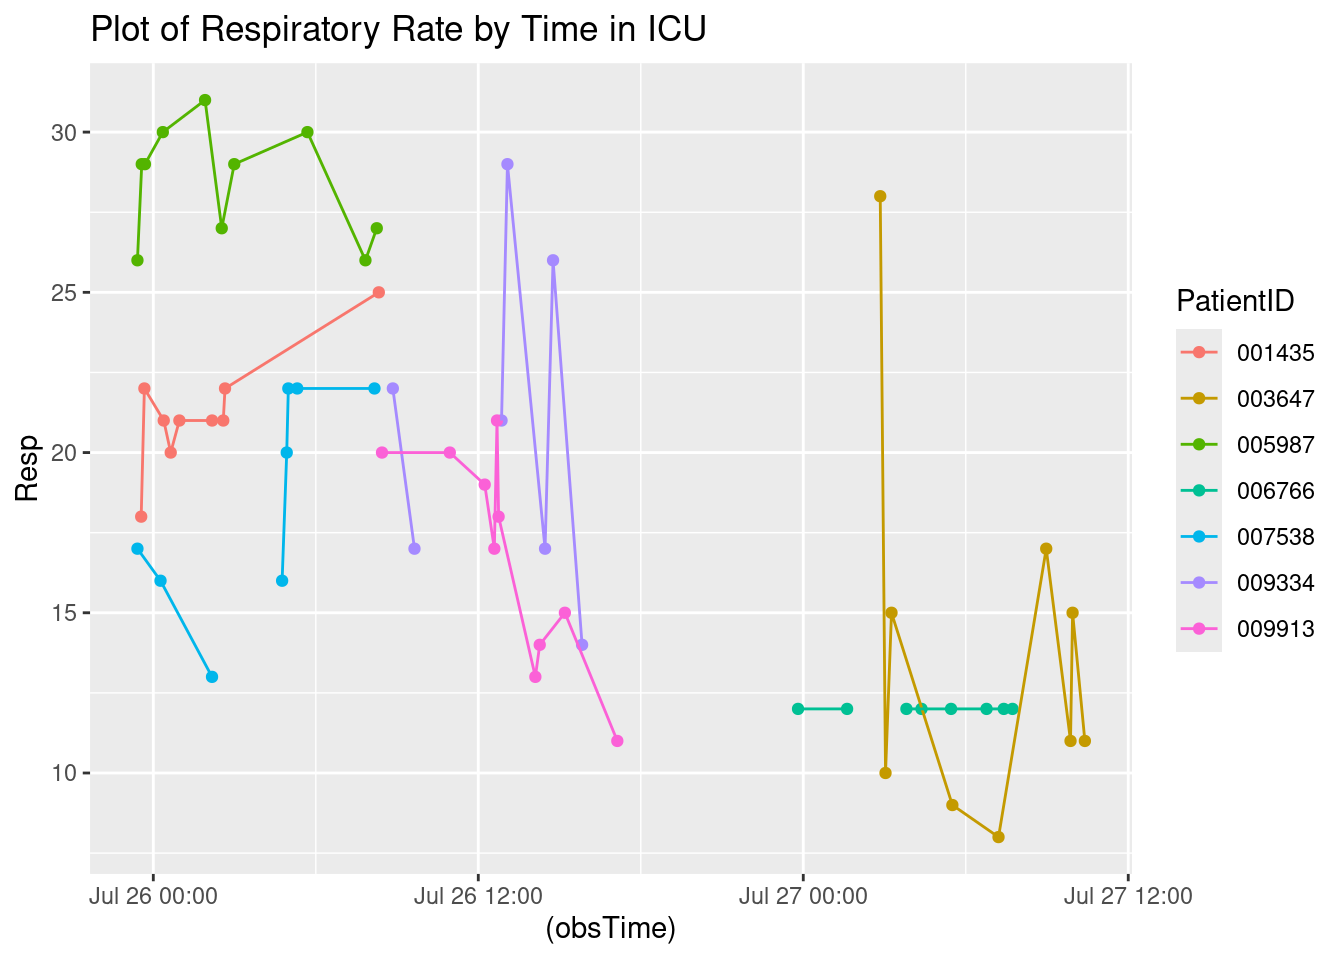 Plot of Respiratory Rate by Time in ICU
30
25
20
15
10
Resp
Jul 26 00:00
Jul 26 12:00
Jul 27 00:00
Jul 27 12:00
(obsTime)
PatientID
001435
003647
005987
006766
007538
009334
009913